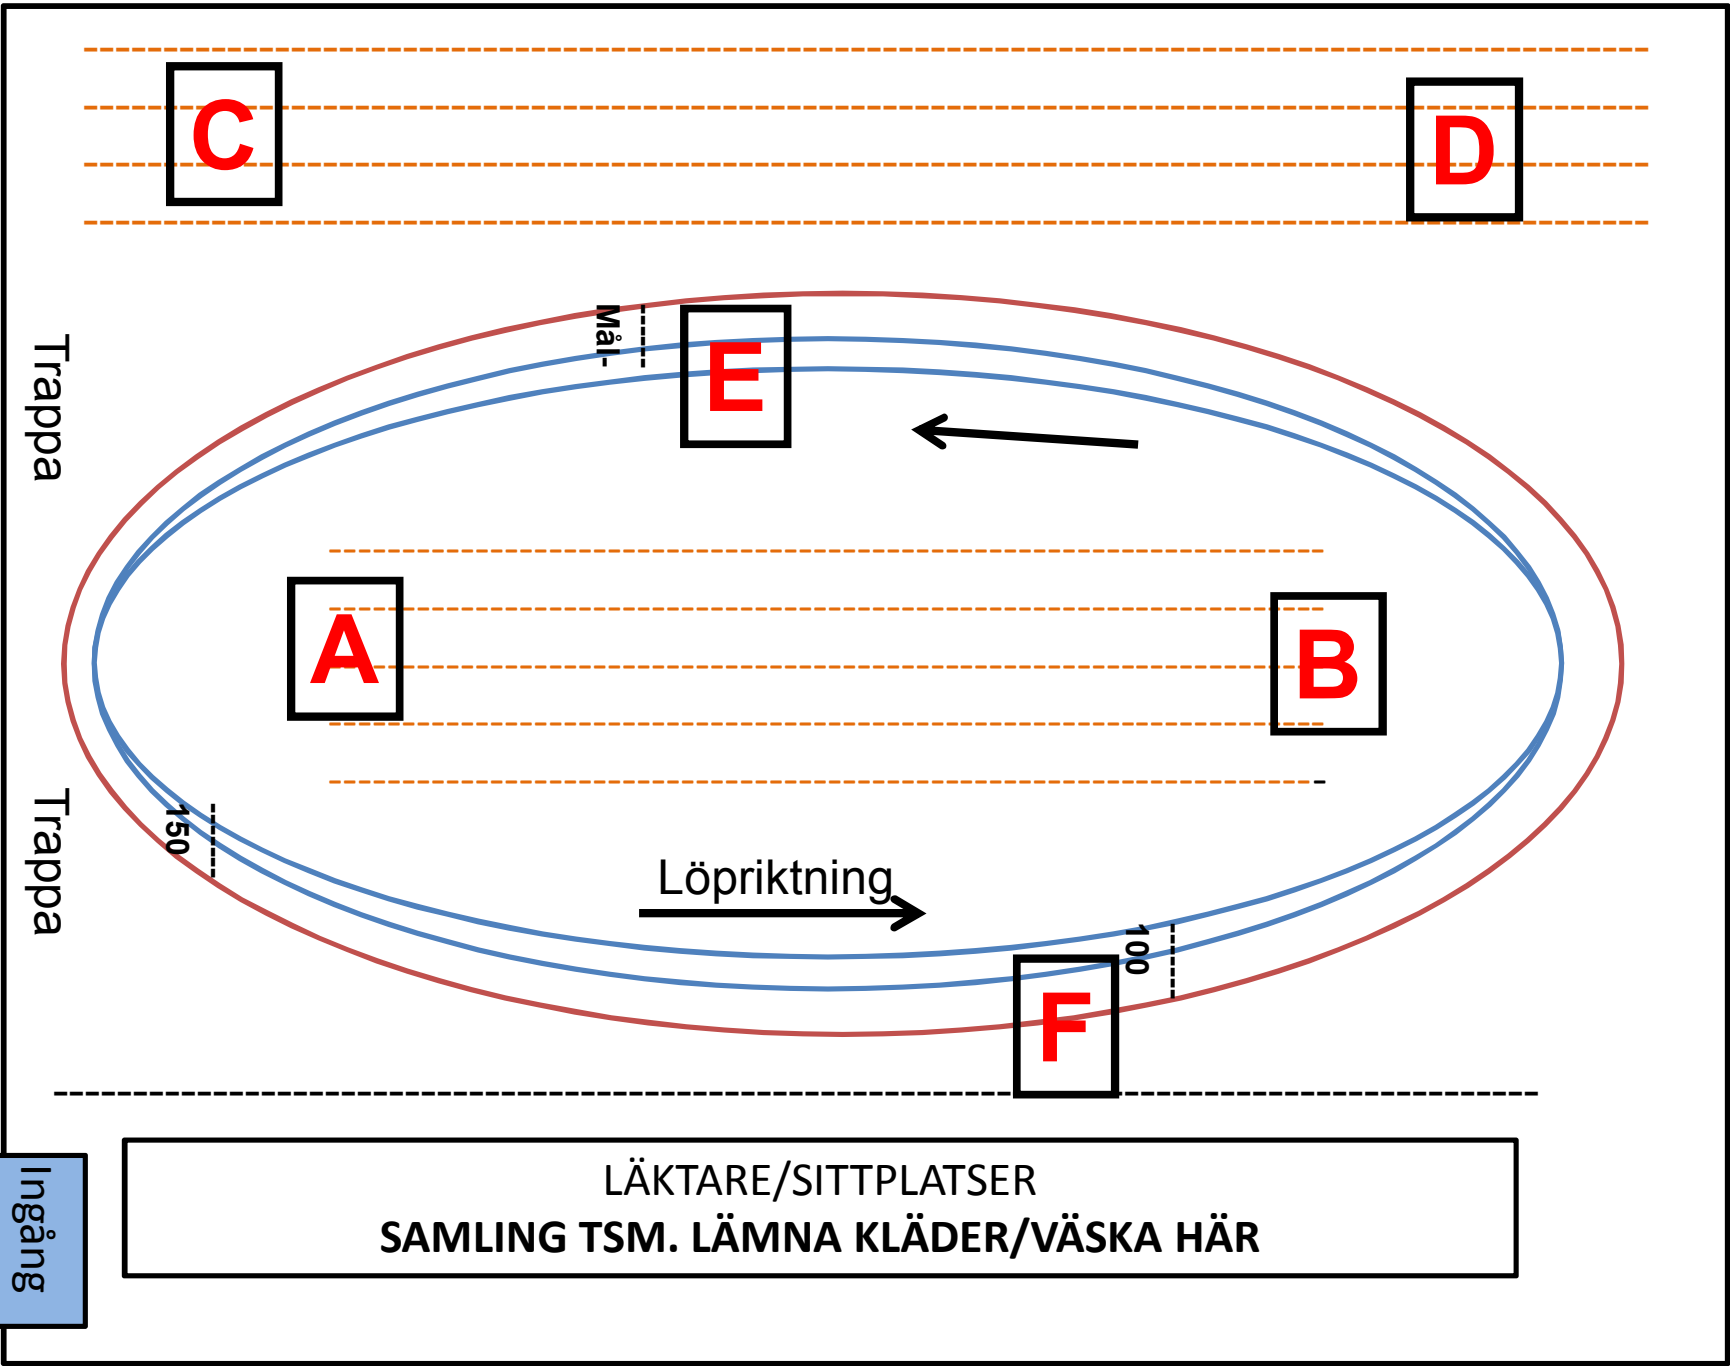 C
D
Mål-
E
Trappa
A
B
Trappa
150
Löpriktning
100
F
LÄKTARE/SITTPLATSER
SAMLING TSM. LÄMNA KLÄDER/VÄSKA HÄR
Ingång